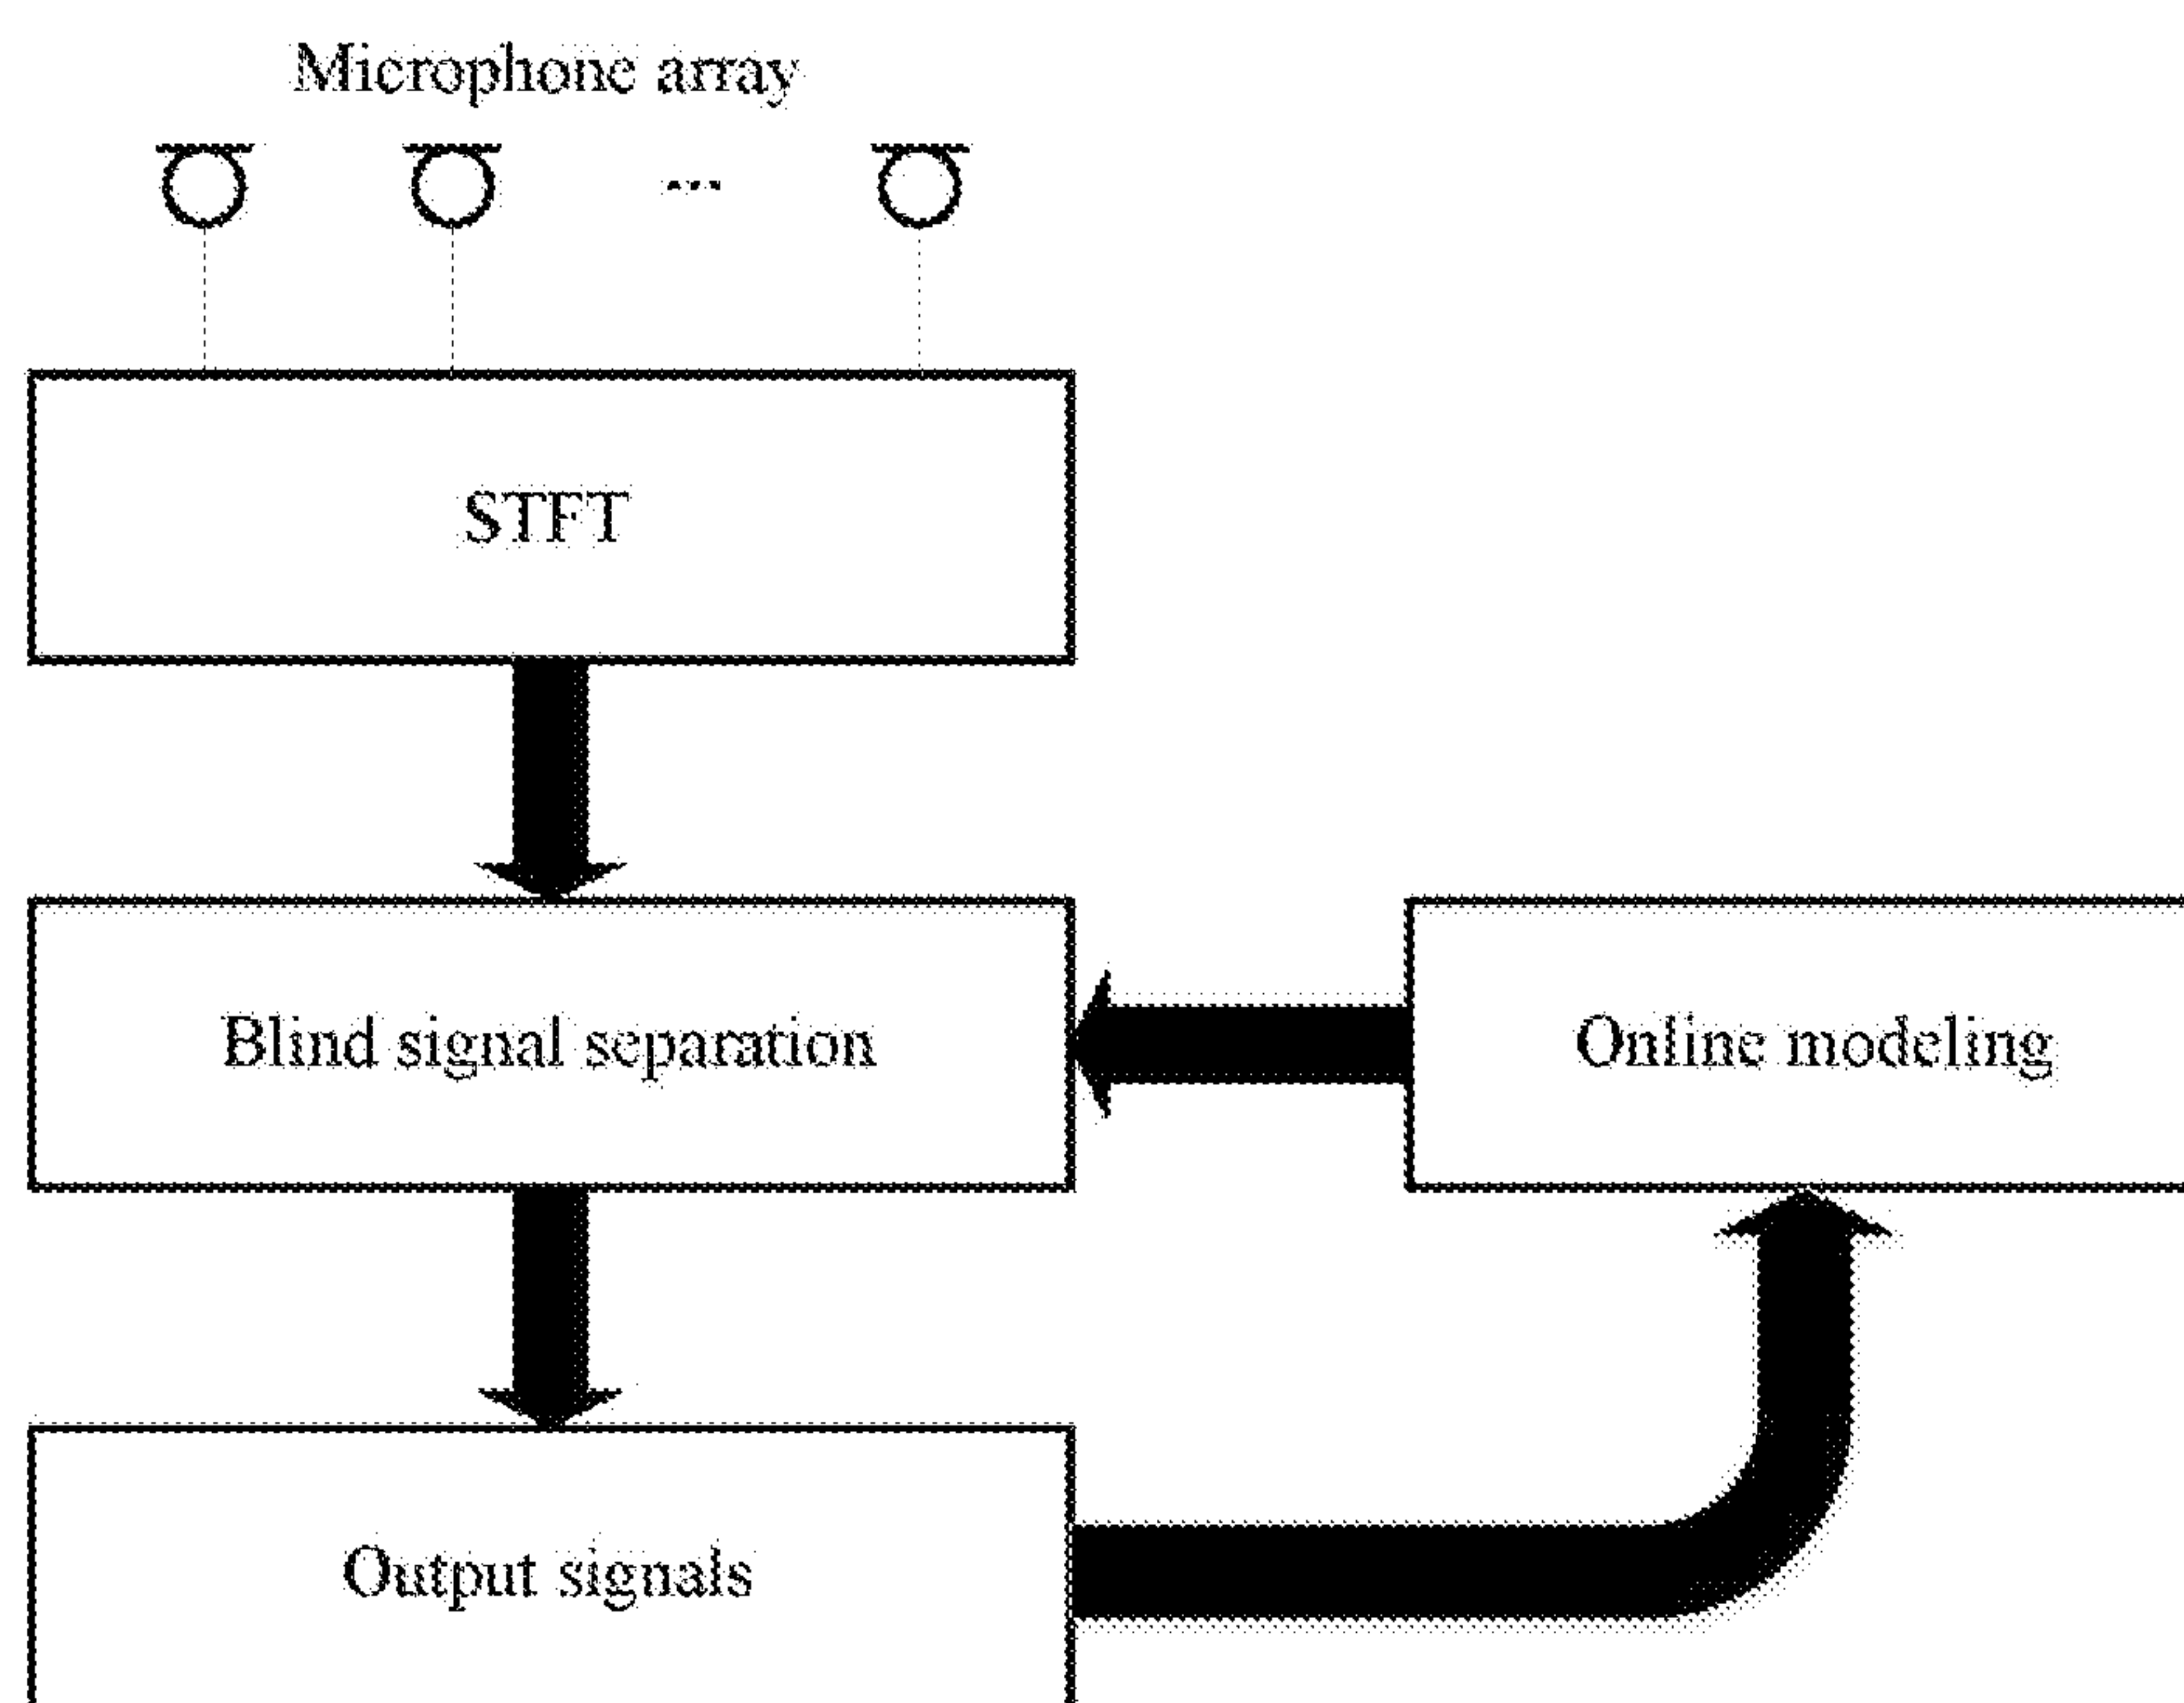 Microphone array
...
STFT
Blind signal separation
Online modeling
Output signals